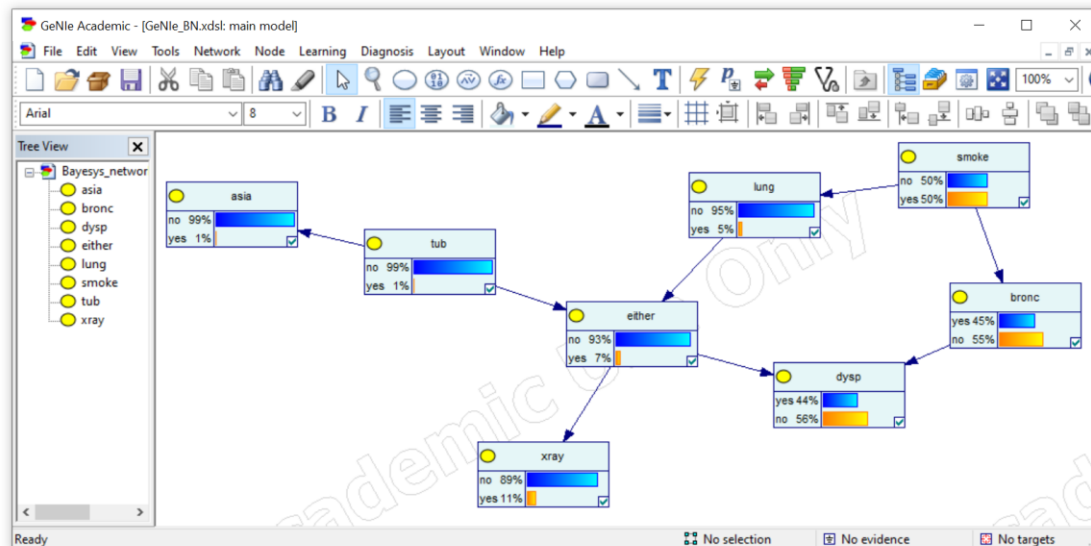 GeNIe Academic - [GeNIe_BN.xdsl: main model]
File Edit View Tools Network Node Learning Diagnosis Layout Window Help
100%
Arial 8 B I A
Tree View
Bayesys_networ
asia
bronc
dysp
either
lung
smoke
tub
xray
asia
no 99%
yes 1%
tub
no 99%
yes 1%
lung
no 95%
yes 5%
smoke
no 50%
yes 50%
either
no 93%
yes 7%
bronc
yes 45%
no 55%
dysp
yes 44%
no 56%
xray
no 89%
yes 11%
Ready No selection No evidence No targets